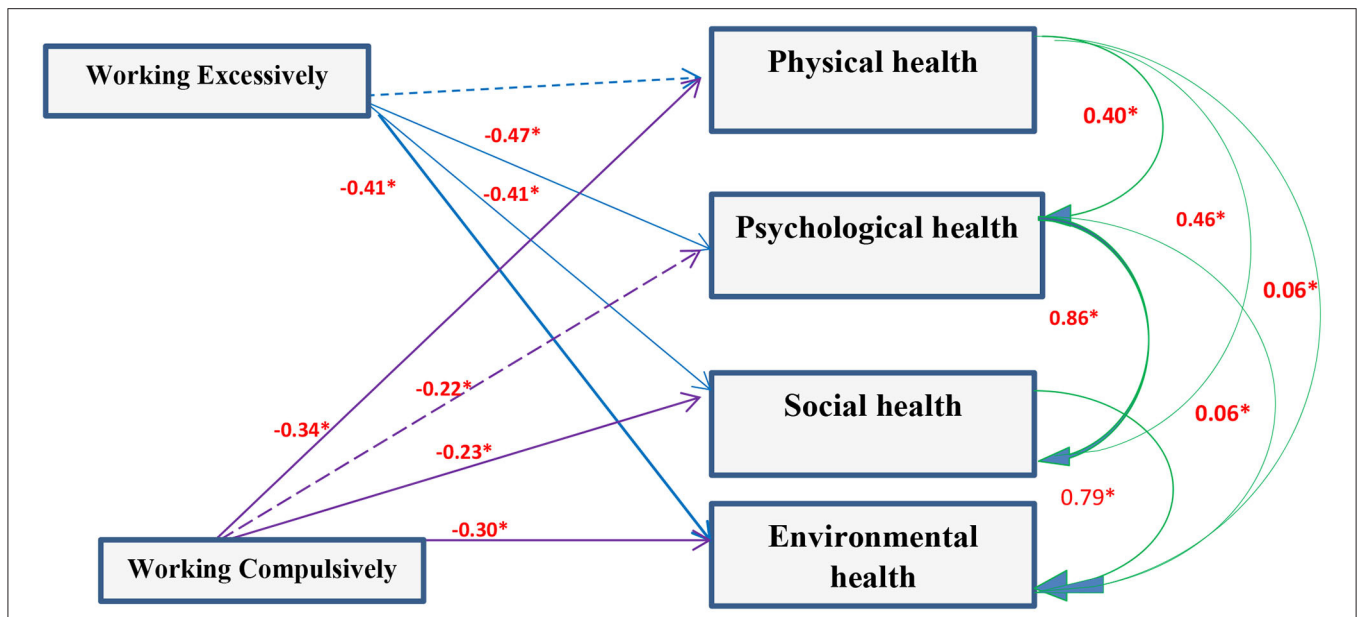 Working Excessively
Physical health
0.40*
-0.47*
-0.41*
-0.41*
Psychological health
0.46*
0.06*
0.86*
-0.22*
Social health
0.06*
-0.34*
-0.23*
0.79*
-0.30*
Environmental
health
Working Compulsively